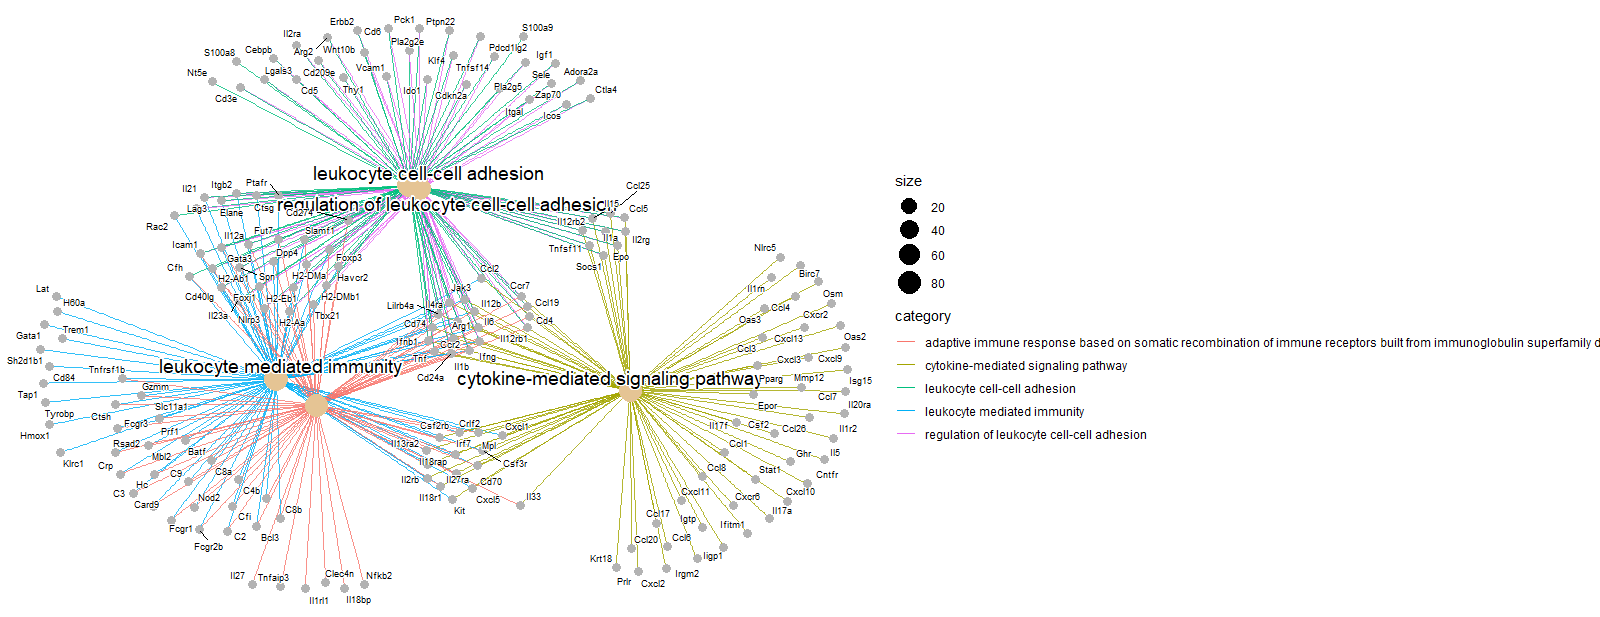 Erbb2
Pck1
Ptpn22
Cd6
S100a9
Il2ra
Arg2
Wnt10b
Pla2g2e
Pdcd1lg2
S100a8
Cebpb
Klf4
Tnfsf14
Igf1
Nt5e
Lgals3
Cd209e
Vcam1
Sele
Adora2a
Cd3e
Cd5
Thy1
Ido1
Cdkn2a
Pla2g5
Zap70
Ctla4
Itgal
Icos
leukocyte cell-cell adhesion
regulation of leukocyte cell-cell adhesion
Il21
Itgb2
Ptafr
Lag3
Elane
Ctsg
Cd274
Rac2
Il12a
Fut7
Slamf1
Icam1
Gata3
Dpp4
Foxp3
Cfh
H2-Ab1
Spn
H2-DMa
Havcr2
Cd40lg
Foxj1
H2-Eb1
H2-DMb1
Il23a
Nlrp3
H2-Aa
Tbx21
Ccl25
Il15
Ccl5
Il12rb2
Il1a
Il2rg
Tnfsf11
Epo
Socs1
Ccl2
Jak3
Ccr7
Lilrb4a
Il4ra
Il12b
Ccl19
Cd74
Arg1
Il6
Cd4
Ifnb1
Ccr2
Il12rb1
Tnf
Ifng
Il1b
Cd24a
Lat
H60a
Gata1
Trem1
Sh2d1b1
Tnfrsf1b
Cd84
Gzmm
Tap1
Slc11a1
Tyrobp
Ctsh
Fcgr3
Hmox1
Rsad2
Prf1
Klrc1
Crp
Mbl2
Batf
C3
Hc
C9
C8a
Card9
Nod2
C4b
Fcgr1
Cfi
C8b
Fcgr2b
C2
Bcl3
leukocyte mediated immunity
cytokine-mediated signaling pathway
Csf2rb
Crlf2
Cxcl1
Il13ra2
Irf7
Mpl
Il18rap
Csf3r
Il2rb
Il27ra
Cd70
Il18r1
Cxcl5
Kit
Il33
Il27
Tnfaip3
Clec4n
Nfkb2
Il1rl1
Il18bp
Nlrc5
Birc7
Il1rn
Osm
Ccl4
Oas3
Cxcr2
Cxcl13
Oas2
Ccl3
Cxcl3
Cxcl9
Pparg
Mmp12
Isg15
Ccl7
Epor
Il20ra
Il17f
Csf2
Ccl26
Il1r2
Ccl1
Ghr
Il5
Ccl8
Stat1
Cntfr
Cxcl11
Cxcr6
Cxcl10
Il17a
Ccl17
Igtp
Ifitm1
Ccl20
Ccl6
Iigp1
Krt18
Irgm2
Prlr
Cxcl2
size
20
40
60
80
category
adaptive immune response based on somatic recombination of immune receptors built from immunoglobulin superfamily d
cytokine-mediated signaling pathway
leukocyte cell-cell adhesion
leukocyte mediated immunity
regulation of leukocyte cell-cell adhesion